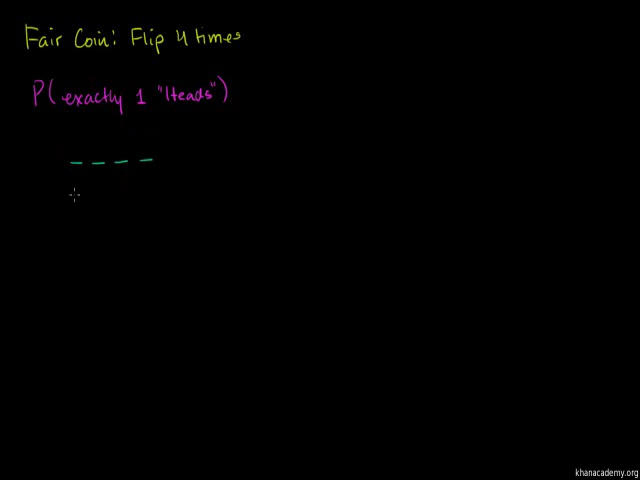 Fair Coin: Flip 4 times
P(exactly 1 "Heads")
_ _ _ _
khanacademy.org